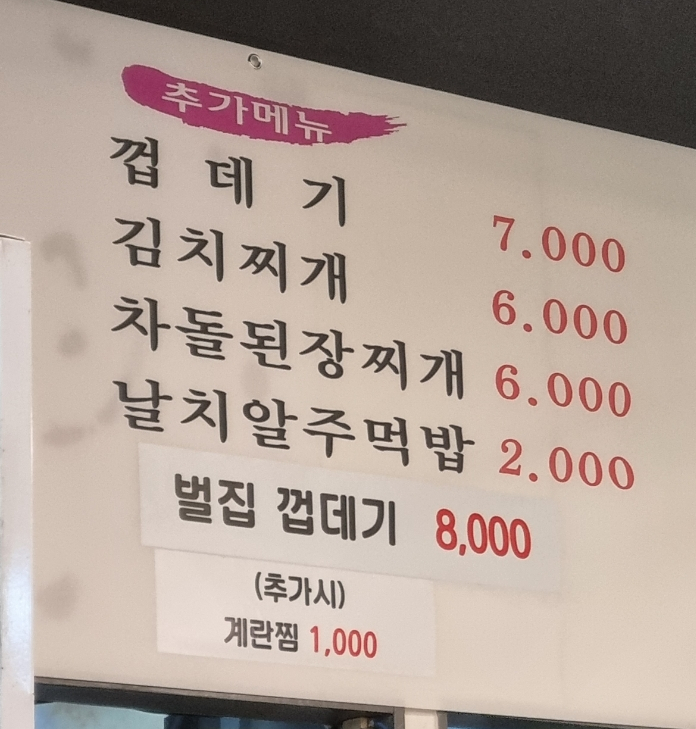 추가메뉴
껍 데 기 7.000
김치찌개 6.000
차돌된장찌개 6.000
날치알주먹밥 2.000
벌집 껍데기 8,000
(추가시)
계란찜 1,000